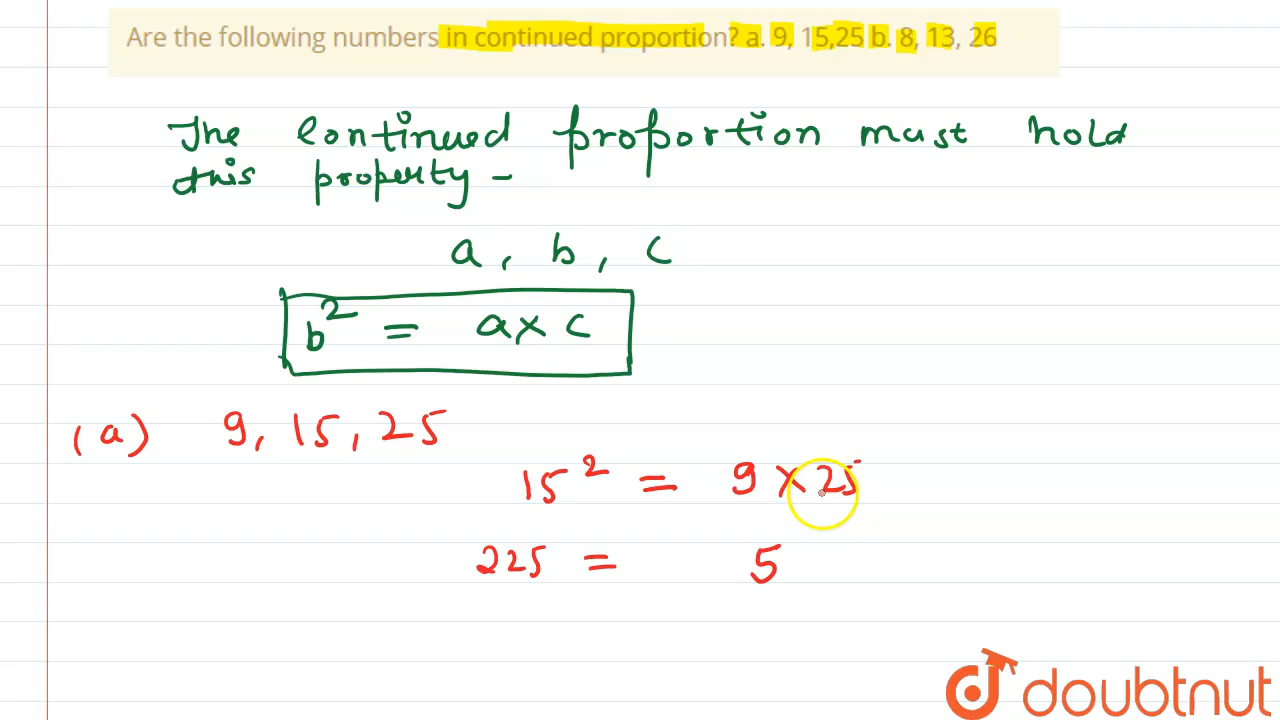 Are the following numbers in continued proportion? a. 9, 15,25 b. 8, 13, 26
The continued proportion must hold
this property -
a, b, c
b² = a × c
(a) 9, 15, 25
15² = 9 × 25
225 = 5
doubtnut